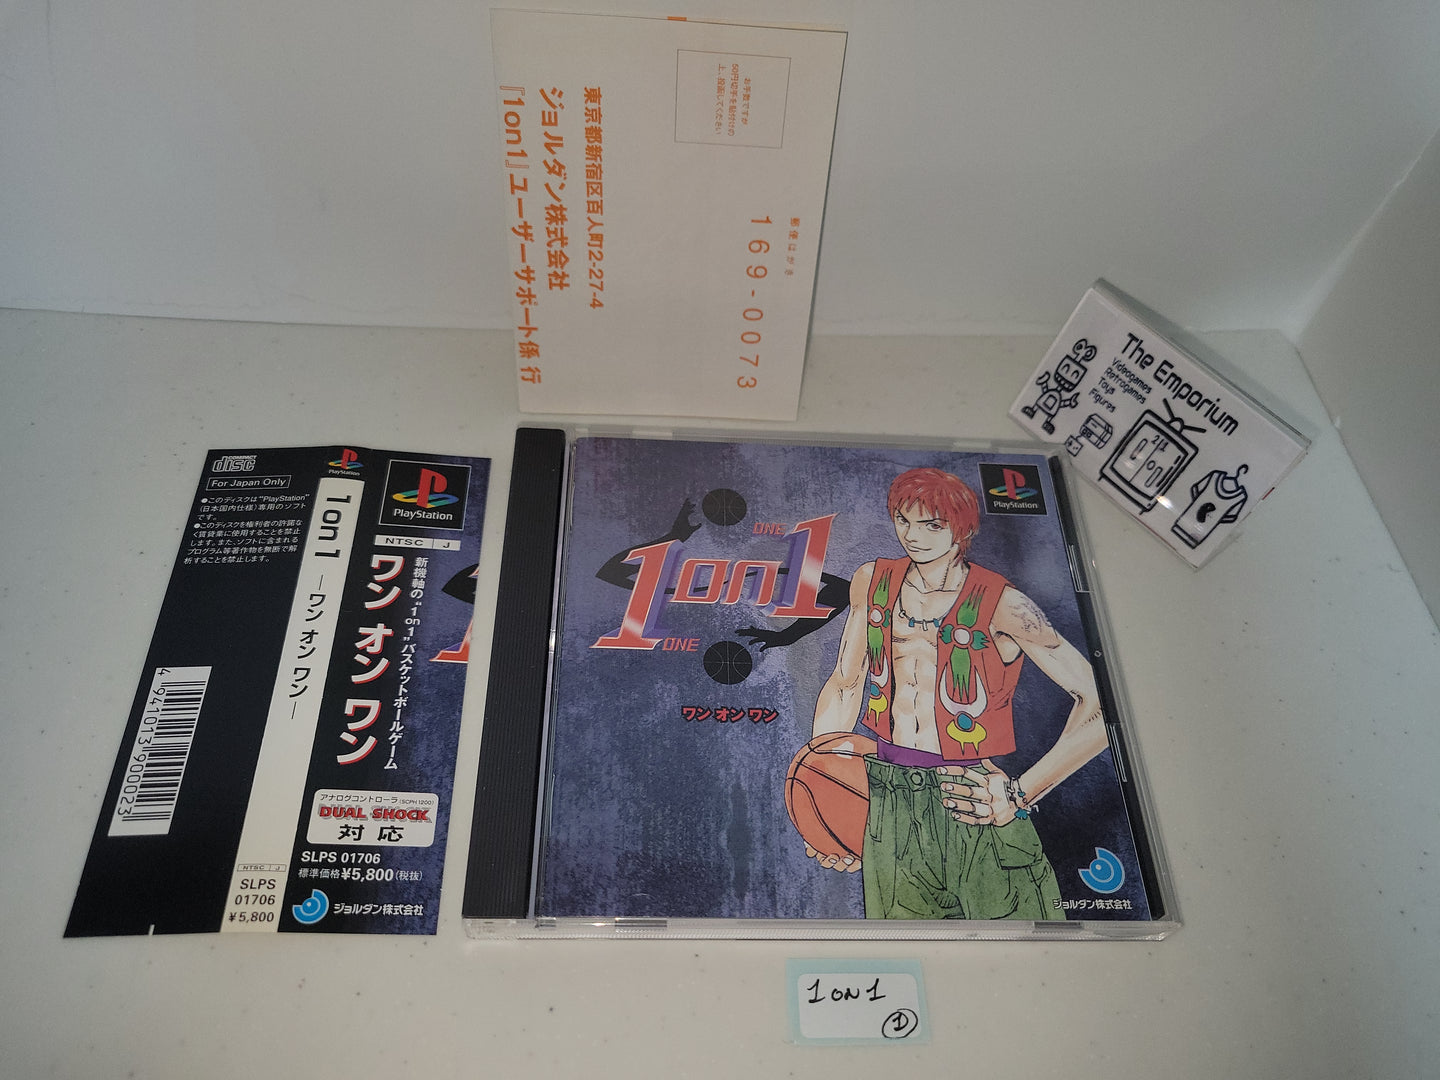 お手数ですが
50円切手を貼付けの
上、投函してください
郵便はがき
169-0073
東京都新宿区百人町2-27-4
ジョルダン株式会社
『1on1』ユーザーサポート係 行
The Emporium
Videogames
Retrogames
Toys
Figures
COMPACT
disc
For Japan Only
●このディスクは"PlayStation"
(日本国内仕様)専用のソフト
です。
●このディスクを権利者の許諾な
く賃貸業に使用することを禁止
します。また、ソフトに含まれる
プログラム等著作物を無断で解
析することを禁止します。
4 941013 900023
PlayStation
1on1 ―ワン オン ワン―
NTSC J
SLPS
01706
¥5,800
PlayStation
NTSC J
新機軸の"1on1"バスケットボールゲーム
ワン オン ワン
アナログコントローラ(SCPH 1200)
DUAL SHOCK
対応
SLPS 01706
標準価格¥5,800(税抜)
ジョルダン株式会社
PlayStation
ONE
1on1
ONE
ワン オン ワン
ジョルダン株式会社
1 ON 1
1